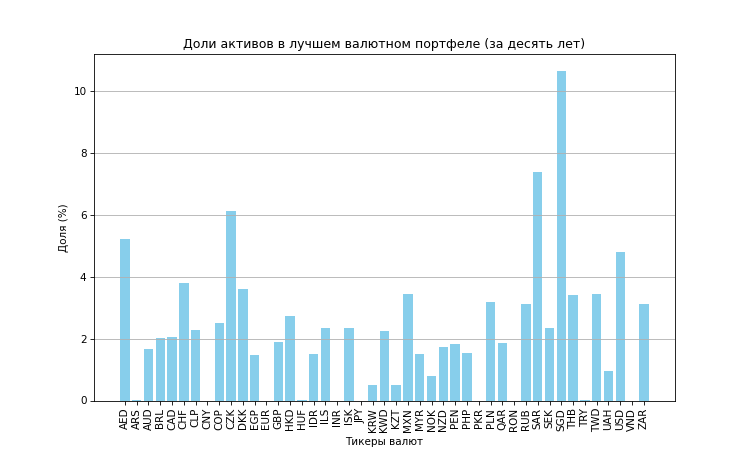 Доли активов в лучшем валютном портфеле (за десять лет)
Доля (%)
10
8
6
4
2
0
AED ARS AUD BRL CAD CHF CLP CNY COP CZK DKK EGP EUR GBP HKD HUF IDR ILS INR ISK JPY KRW KWD KZT MXN MYR NOK NZD PEN PHP PKR PLN QAR RON RUB SAR SEK SGD THB TRY TWD UAH USD VND ZAR
Тикеры валют